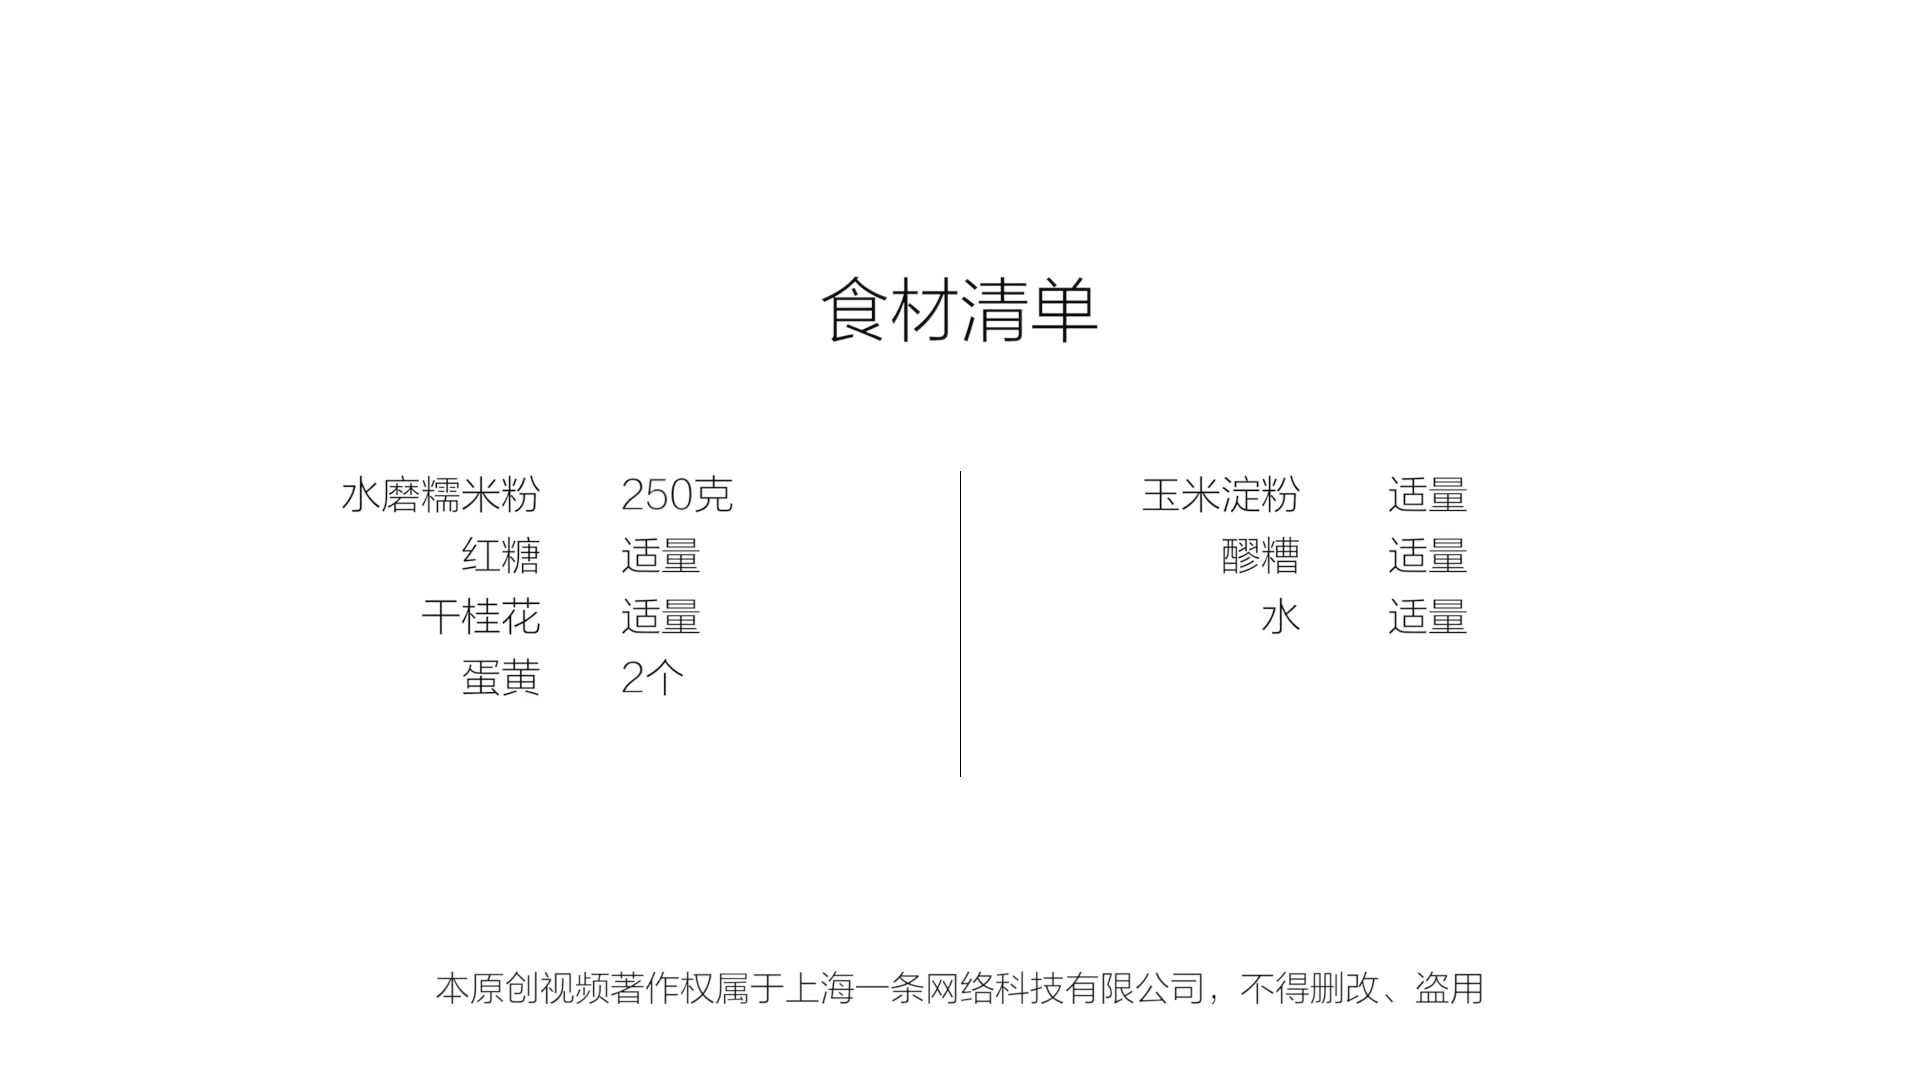 食材清单
水磨糯米粉 250克
红糖 适量
干桂花 适量
蛋黄 2个
玉米淀粉 适量
醪糟 适量
水 适量
本原创视频著作权属于上海一条网络科技有限公司，不得删改、盗用